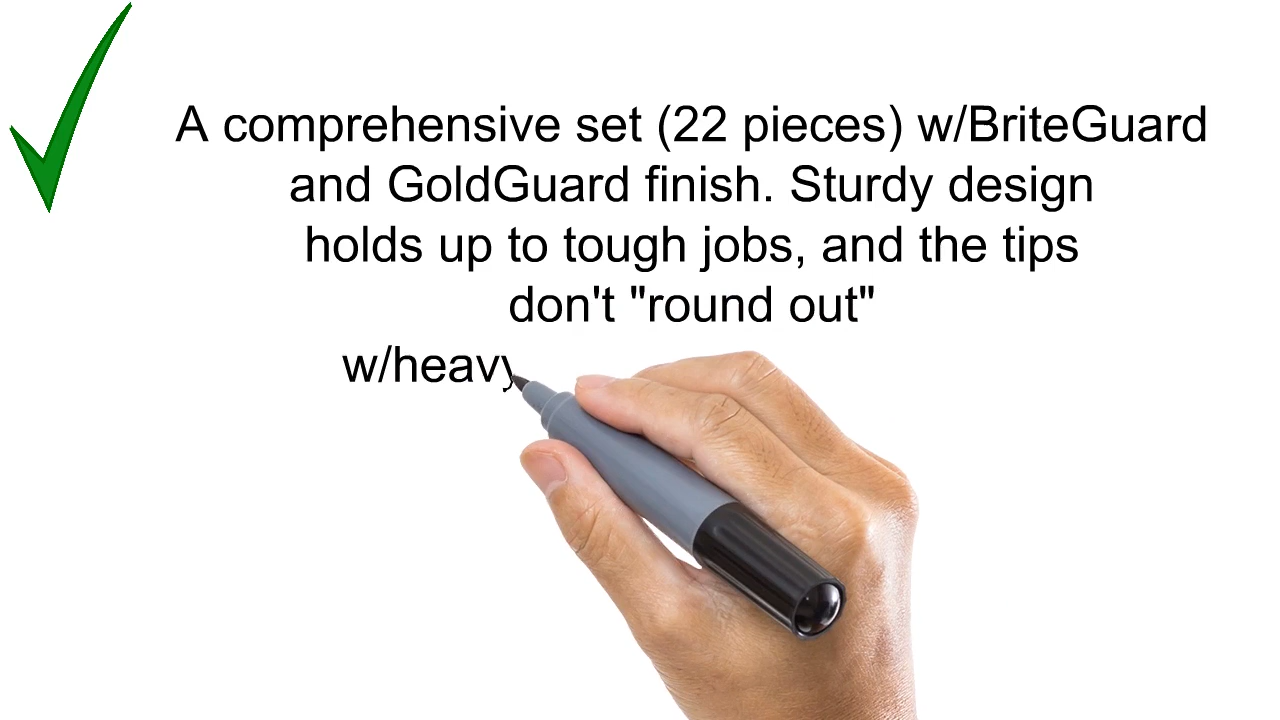 A comprehensive set (22 pieces) w/BriteGuard
and GoldGuard finish. Sturdy design
holds up to tough jobs, and the tips
don't "round out"
w/heavy